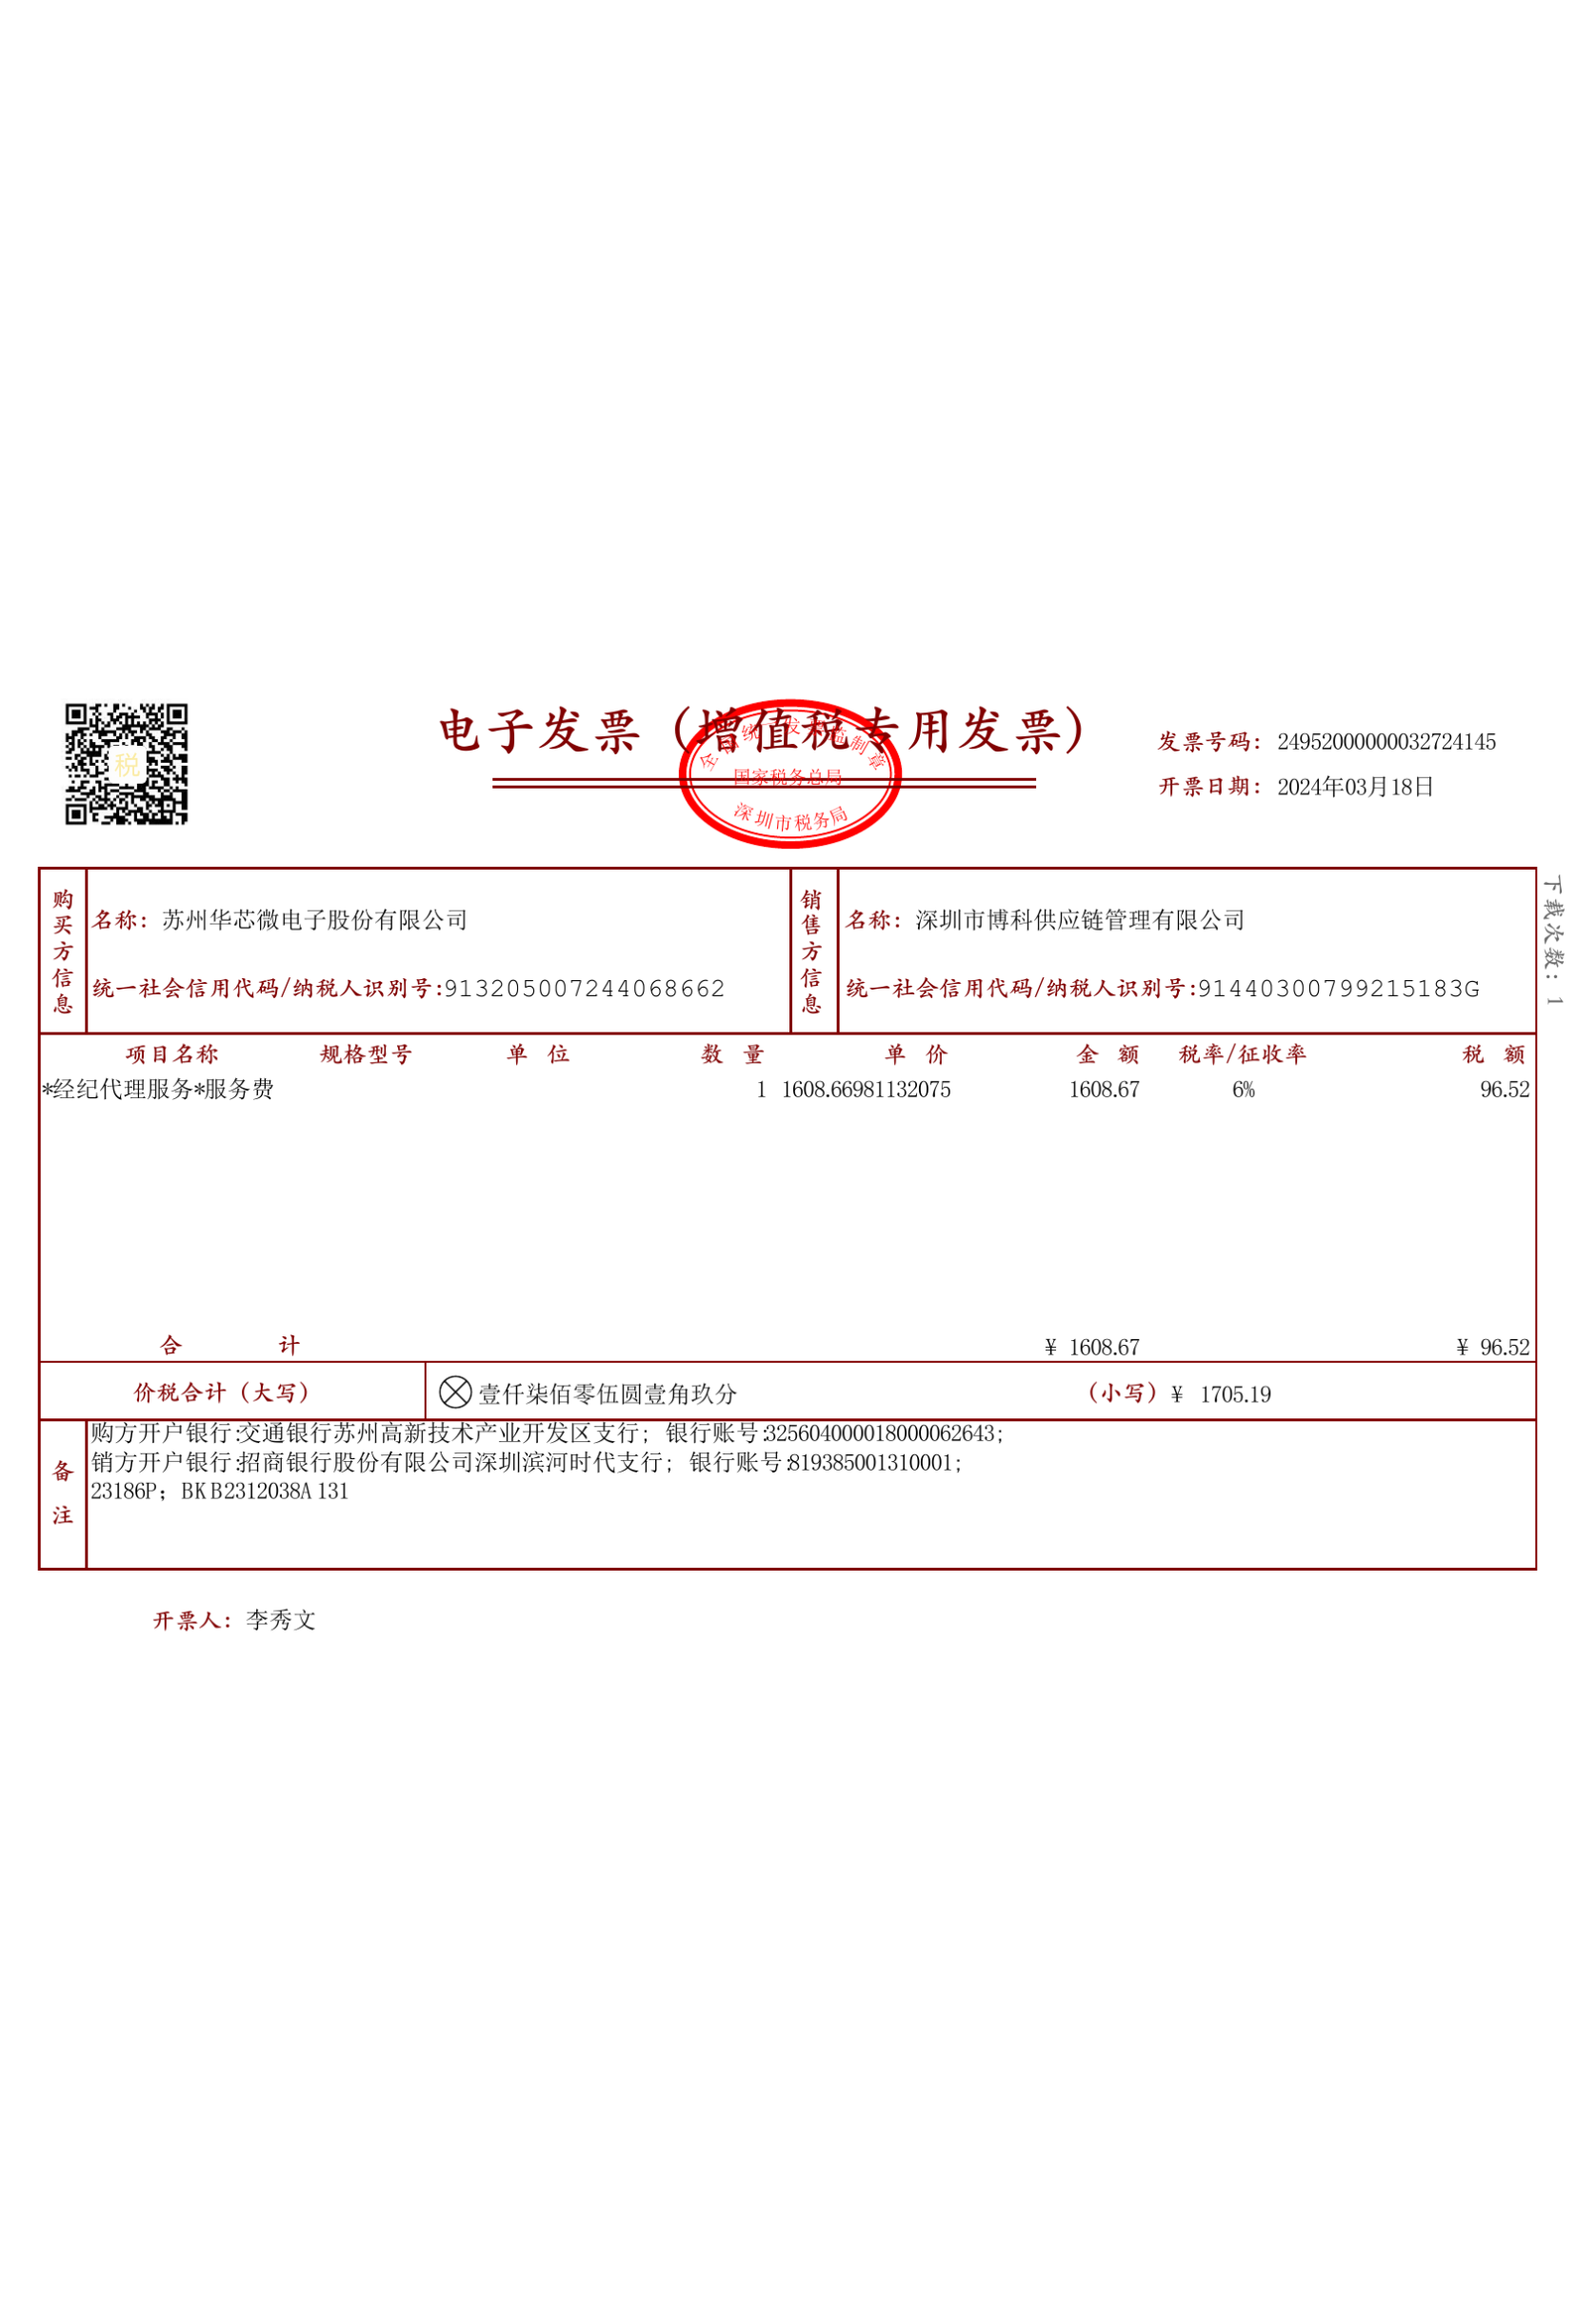 电子发票（增值税专用发票）
全国统一发票监制章
国家税务总局
深圳市税务局
税
发票号码：24952000000032724145
开票日期：2024年03月18日
下载次数：1
购买方信息
名称：苏州华芯微电子股份有限公司
统一社会信用代码/纳税人识别号:913205007244068662
销售方信息
名称：深圳市博科供应链管理有限公司
统一社会信用代码/纳税人识别号:91440300799215183G
项目名称 规格型号 单位 数量 单价 金额 税率/征收率 税额
*经纪代理服务*服务费 1 1608.66981132075 1608.67 6% 96.52
合计 ¥1608.67 ¥96.52
价税合计（大写） 壹仟柒佰零伍圆壹角玖分 （小写）¥ 1705.19
备注
购方开户银行:交通银行苏州高新技术产业开发区支行; 银行账号:325604000018000062643;
销方开户银行:招商银行股份有限公司深圳滨河时代支行; 银行账号:819385001310001;
23186P；BKB2312038A131
开票人：李秀文